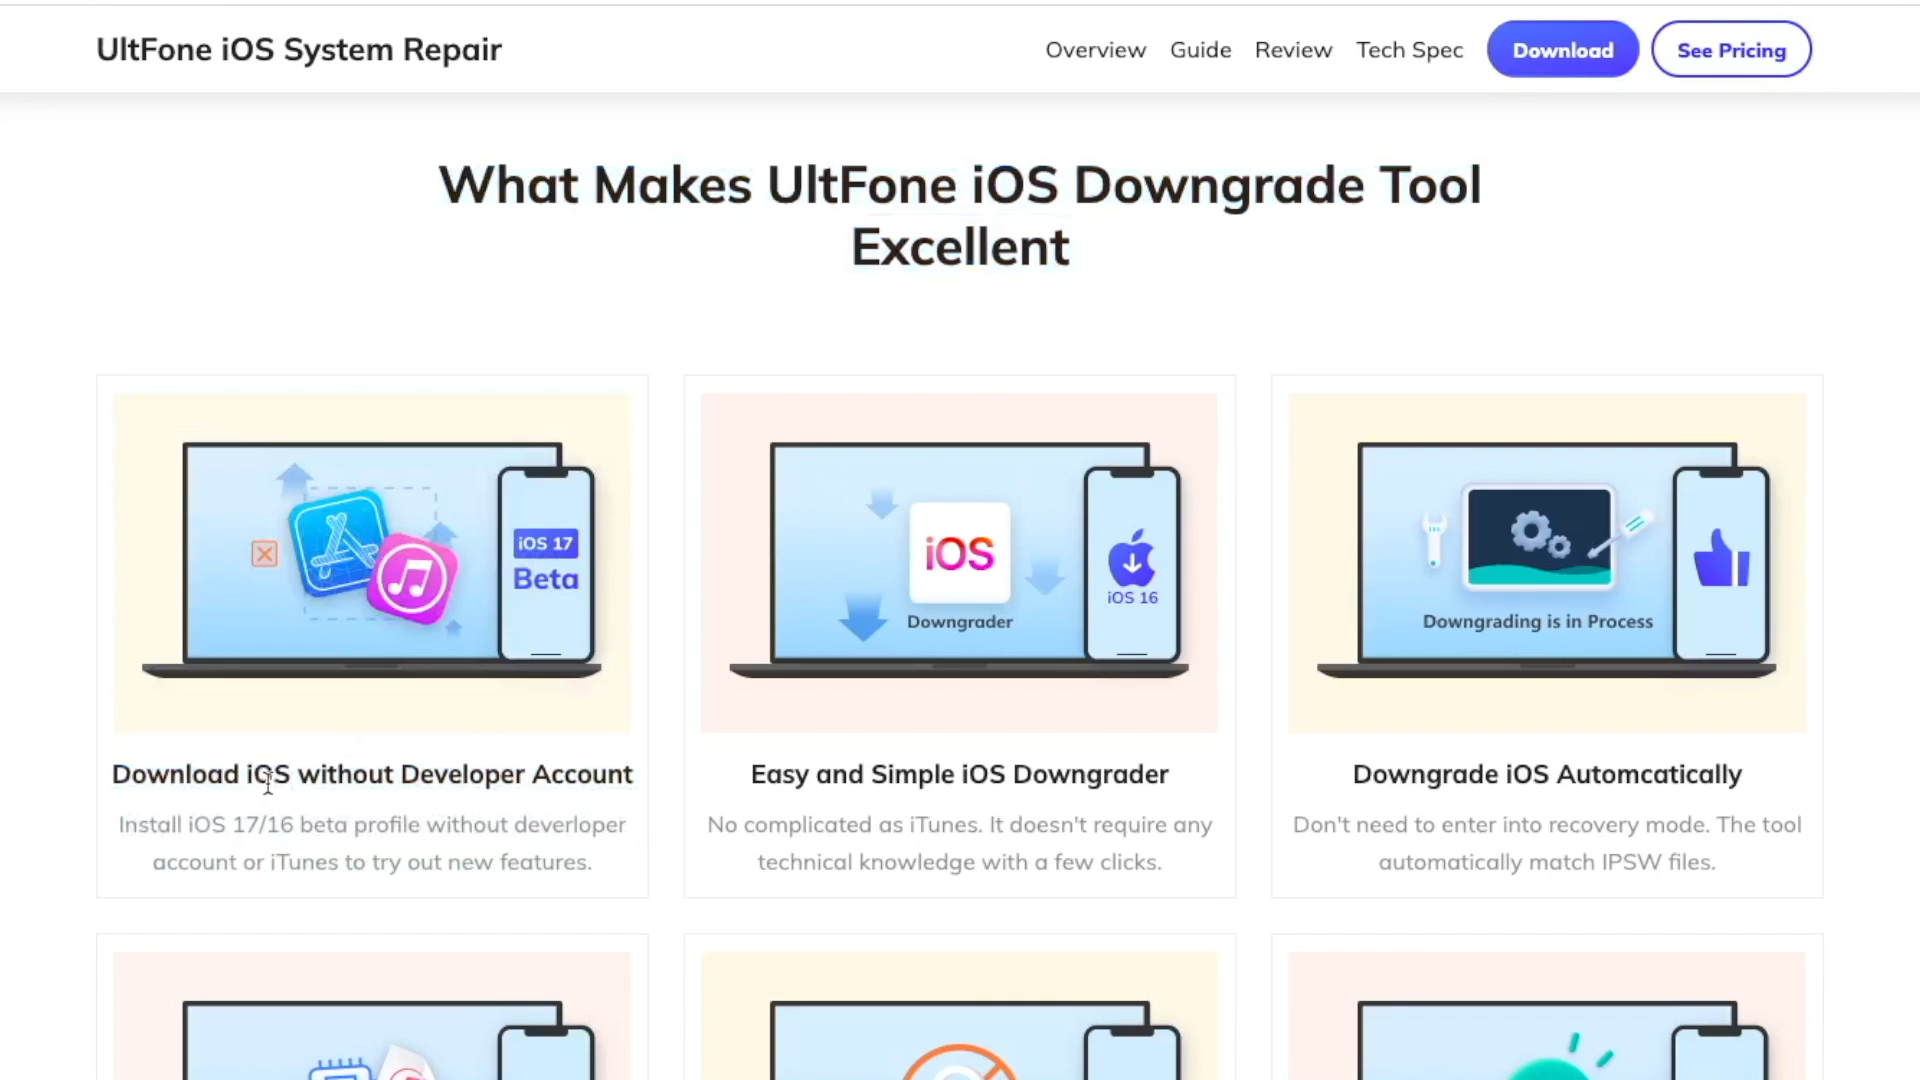 UltFone iOS System Repair
Overview
Guide
Review
Tech Spec
Download
See Pricing
What Makes UltFone iOS Downgrade Tool
Excellent
iOS 17
Beta
iOS
Downgrader
iOS 16
Downgrading is in Process
Download iOS without Developer Account
Install iOS 17/16 beta profile without deverloper
account or iTunes to try out new features.
Easy and Simple iOS Downgrader
No complicated as iTunes. It doesn't require any
technical knowledge with a few clicks.
Downgrade iOS Automcatically
Don't need to enter into recovery mode. The tool
automatically match IPSW files.